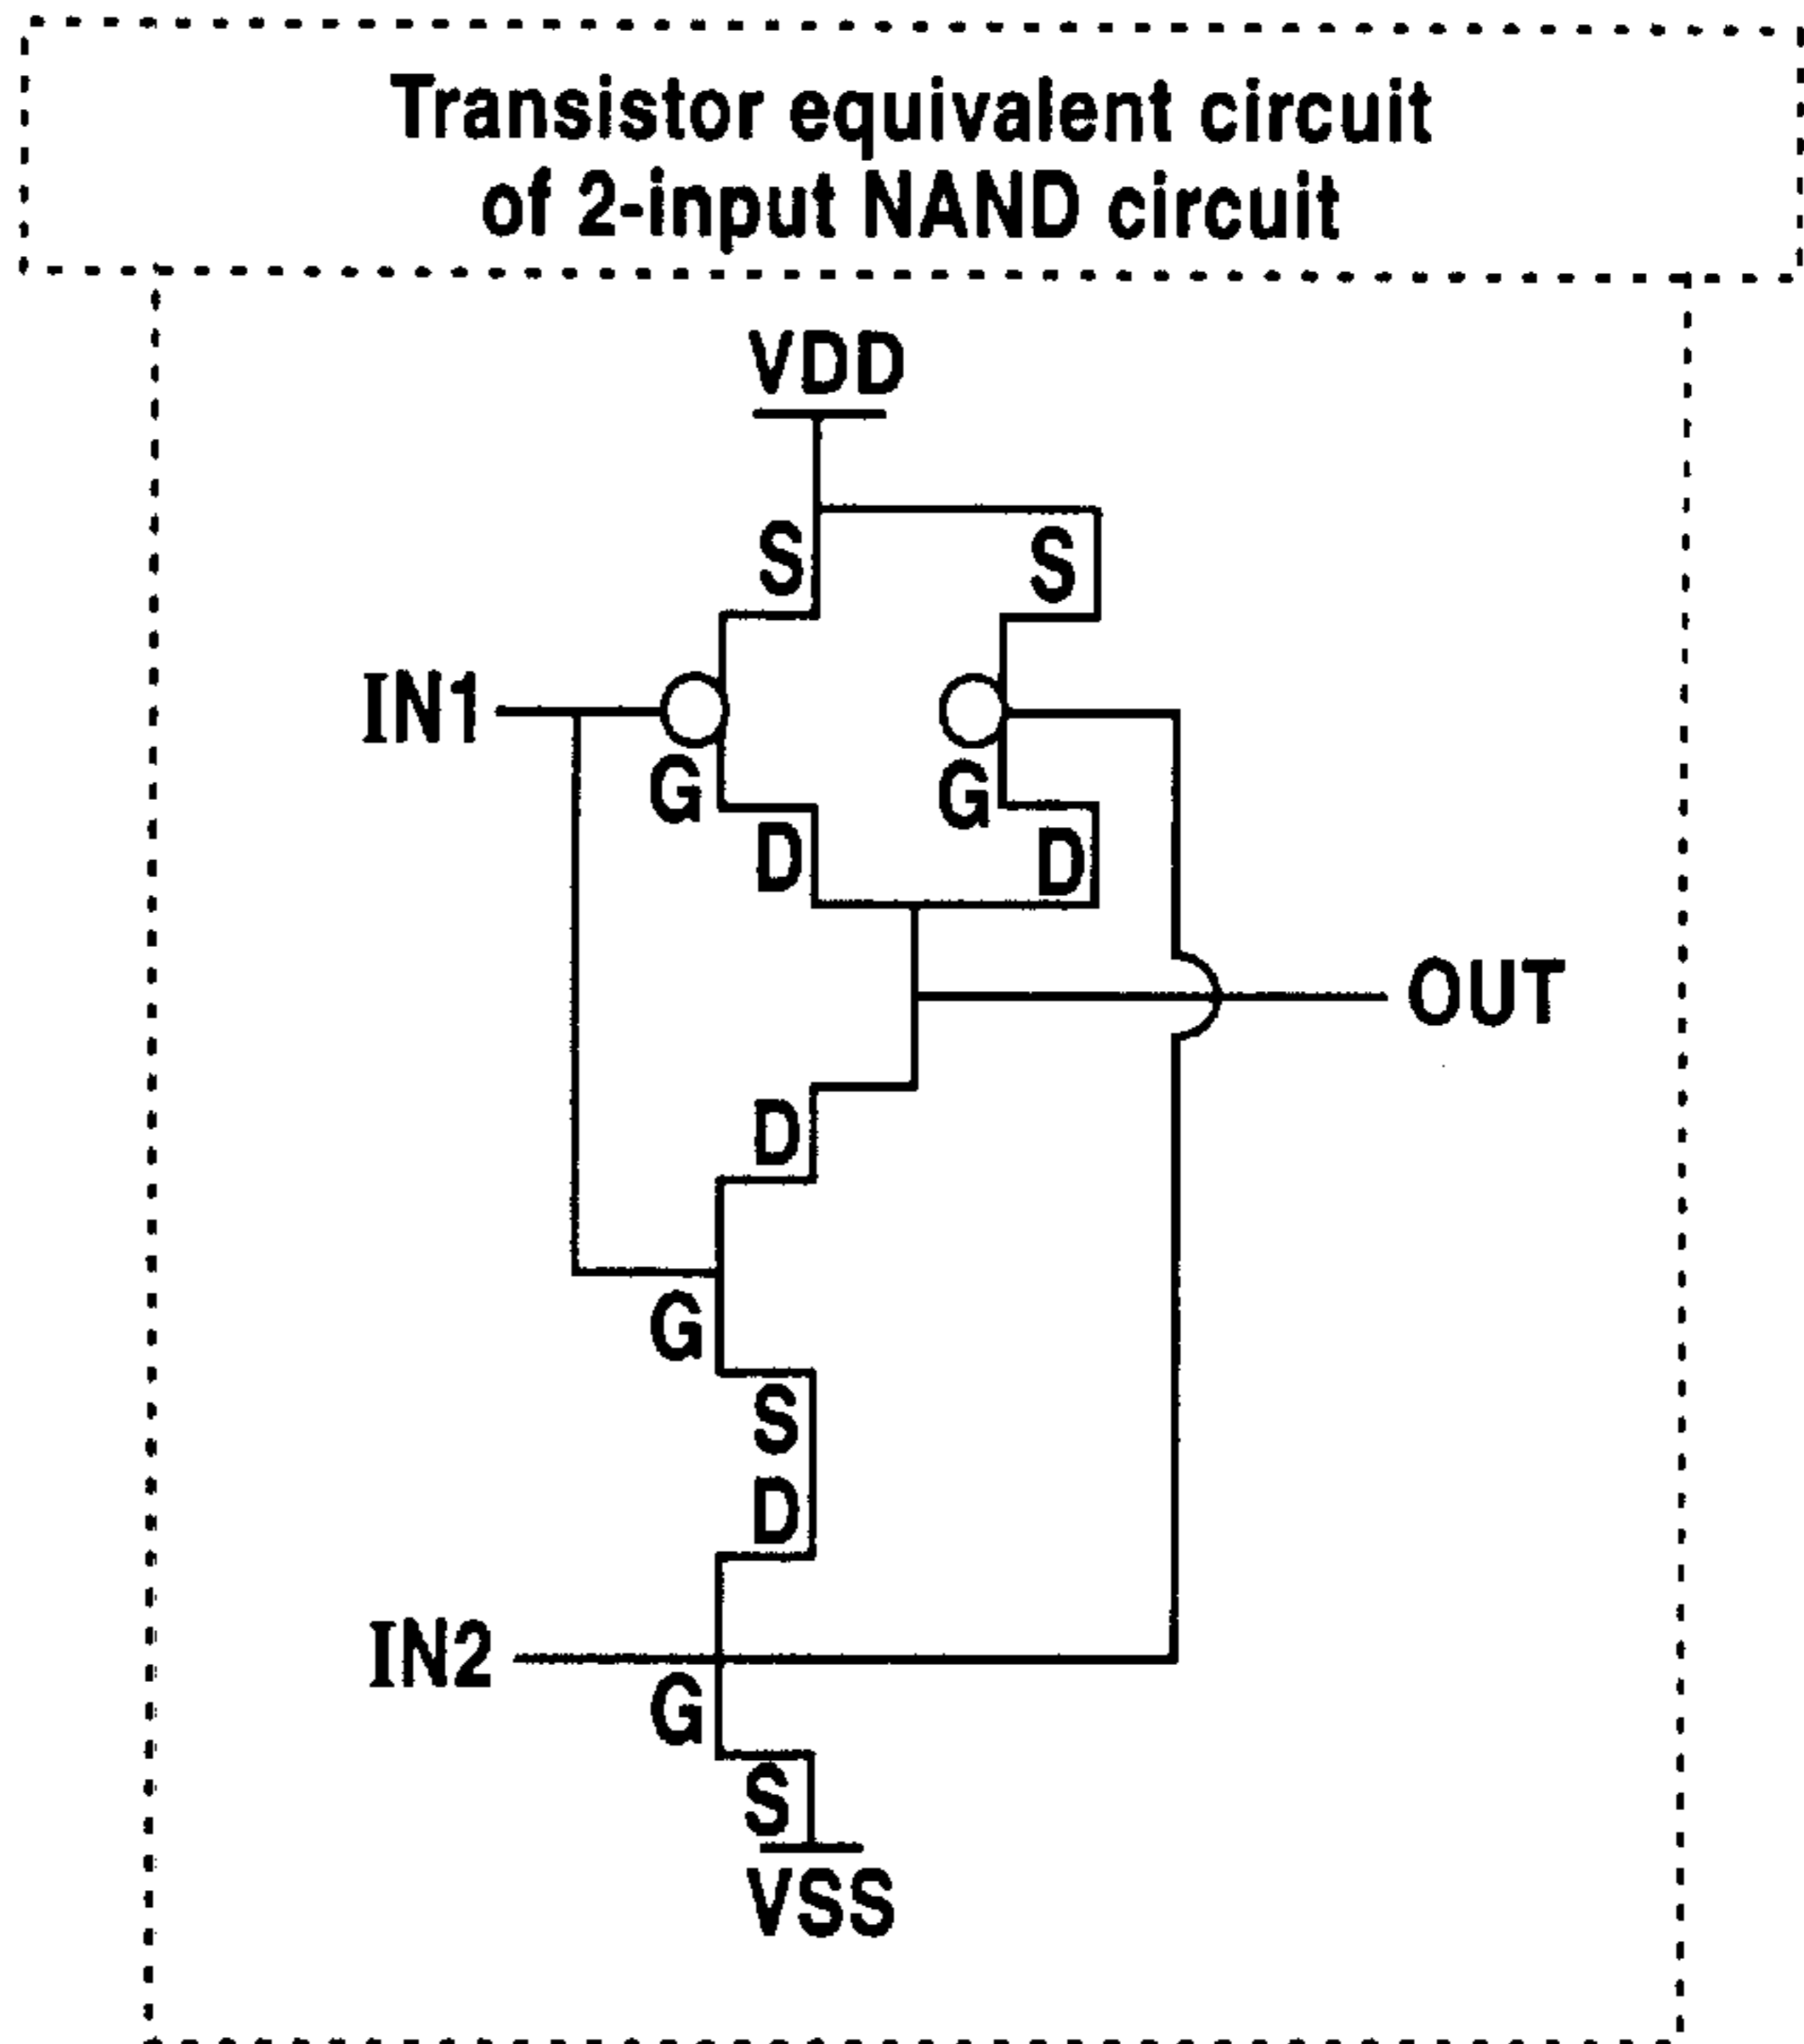 Transistor equivalent circuit
of 2-input NAND circuit
VDD
S
S
IN1
G
G
D
D
OUT
D
G
S
D
IN2
G
S
VSS